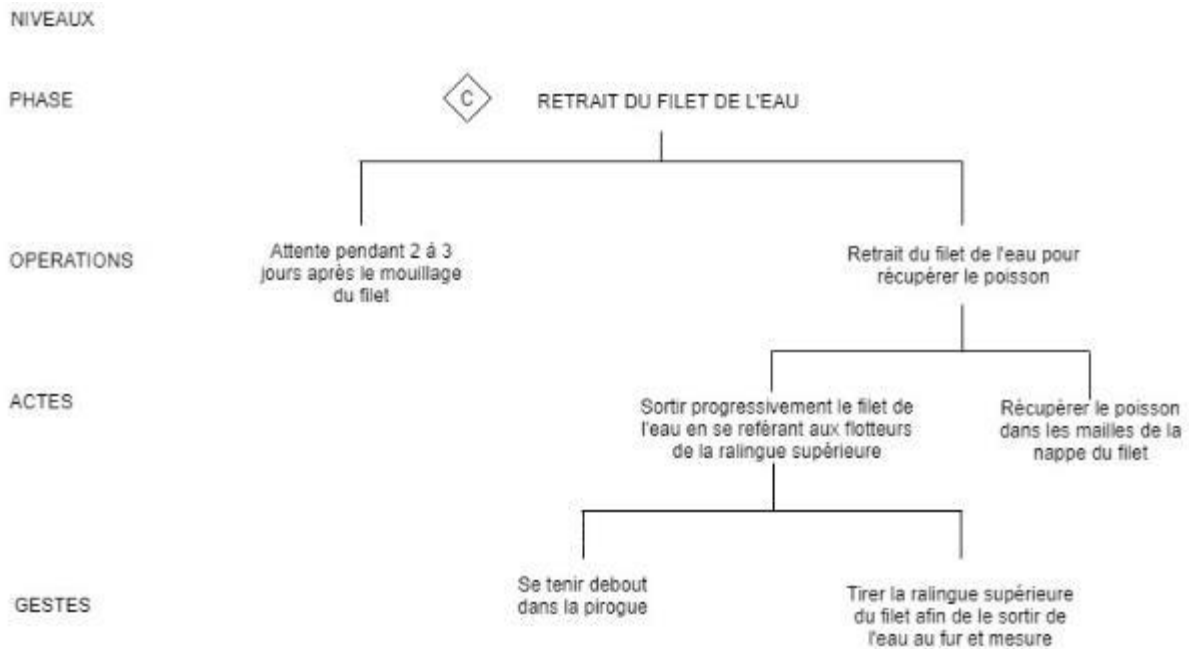 NIVEAUX
PHASE
C
RETRAIT DU FILET DE L'EAU
OPERATIONS
Attente pendant 2 à 3
jours après le mouillage
du filet
Retrait du filet de l'eau pour
récupérer le poisson
ACTES
Sortir progressivement le filet de
l'eau en se reférant aux flotteurs
de la ralingue supérieure
Récupérer le poisson
dans les mailles de la
nappe du filet
GESTES
Se tenir debout
dans la pirogue
Tirer la ralingue supérieure
du filet afin de le sortir de
l'eau au fur et mesure